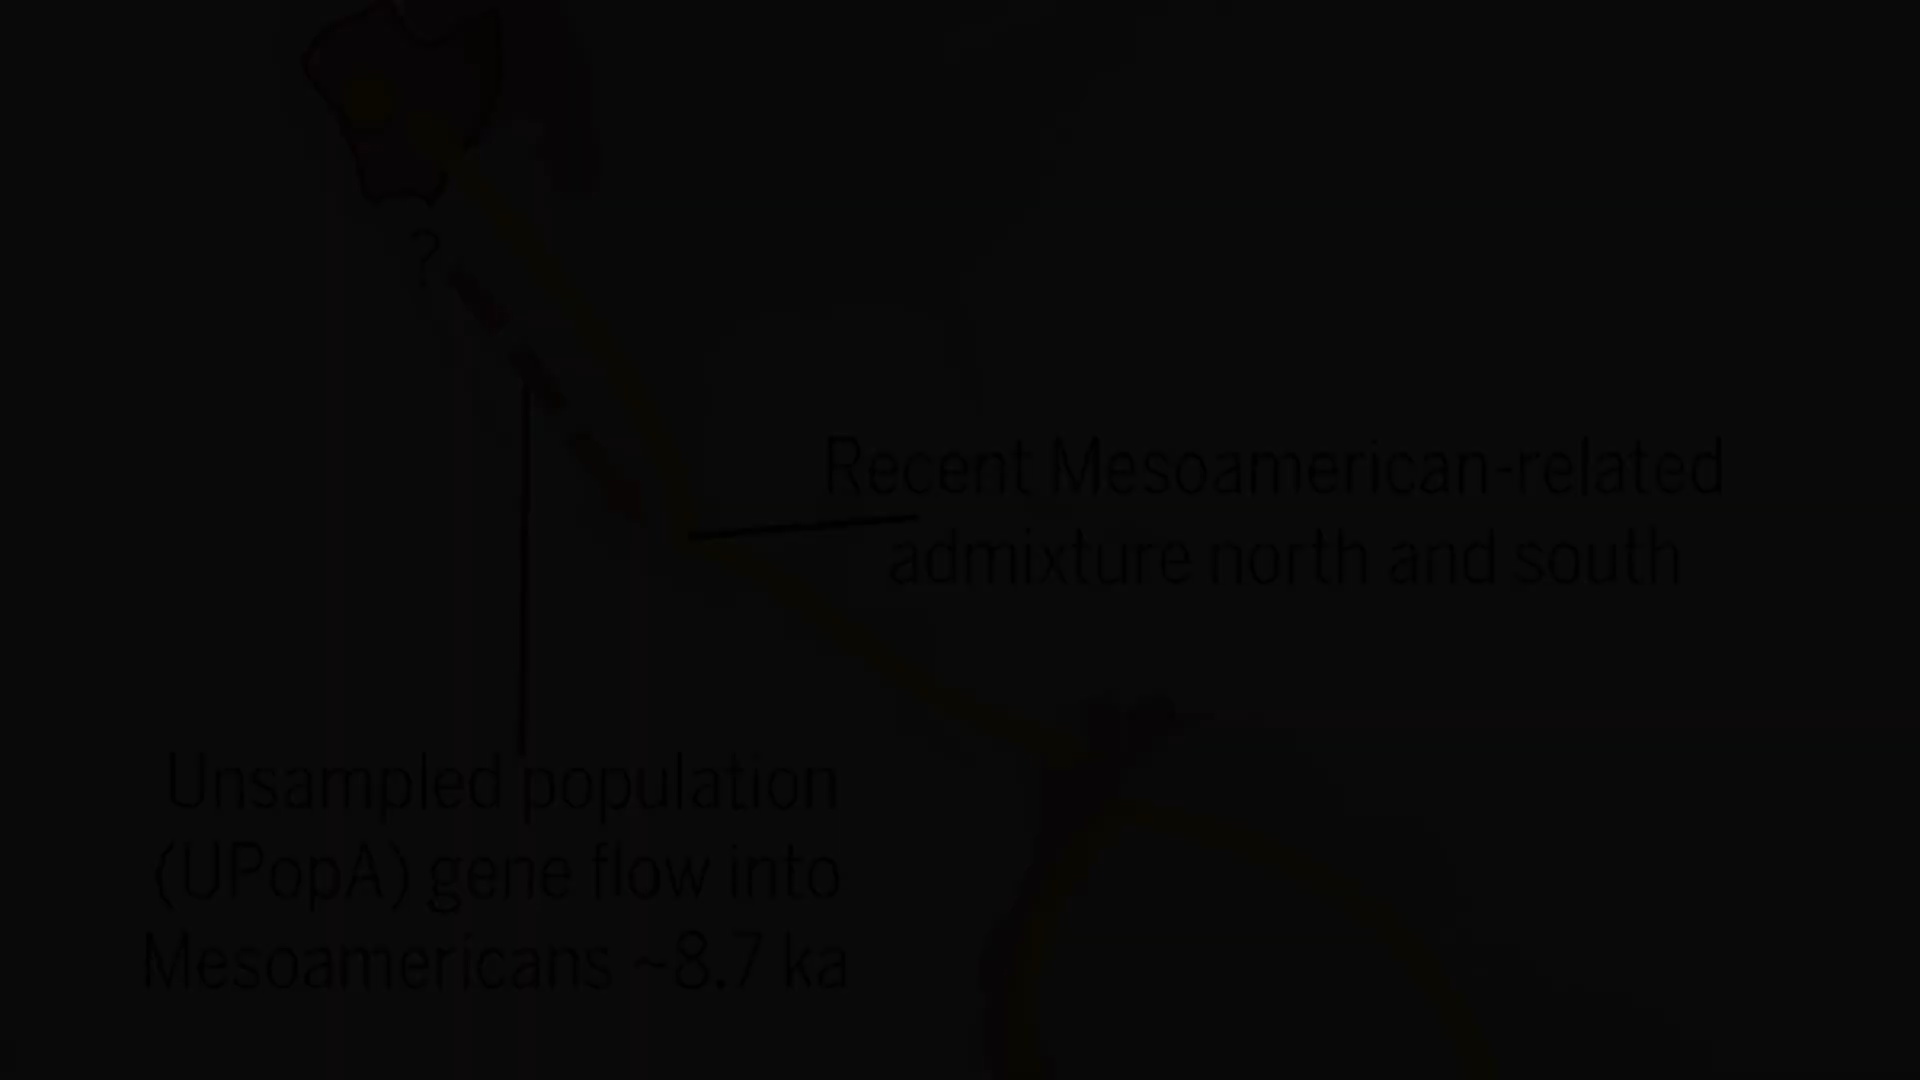 ?
Recent Mesoamerican-related
admixture north and south
Unsampled population
(UPopA) gene flow into
Mesoamericans ~8.7 ka